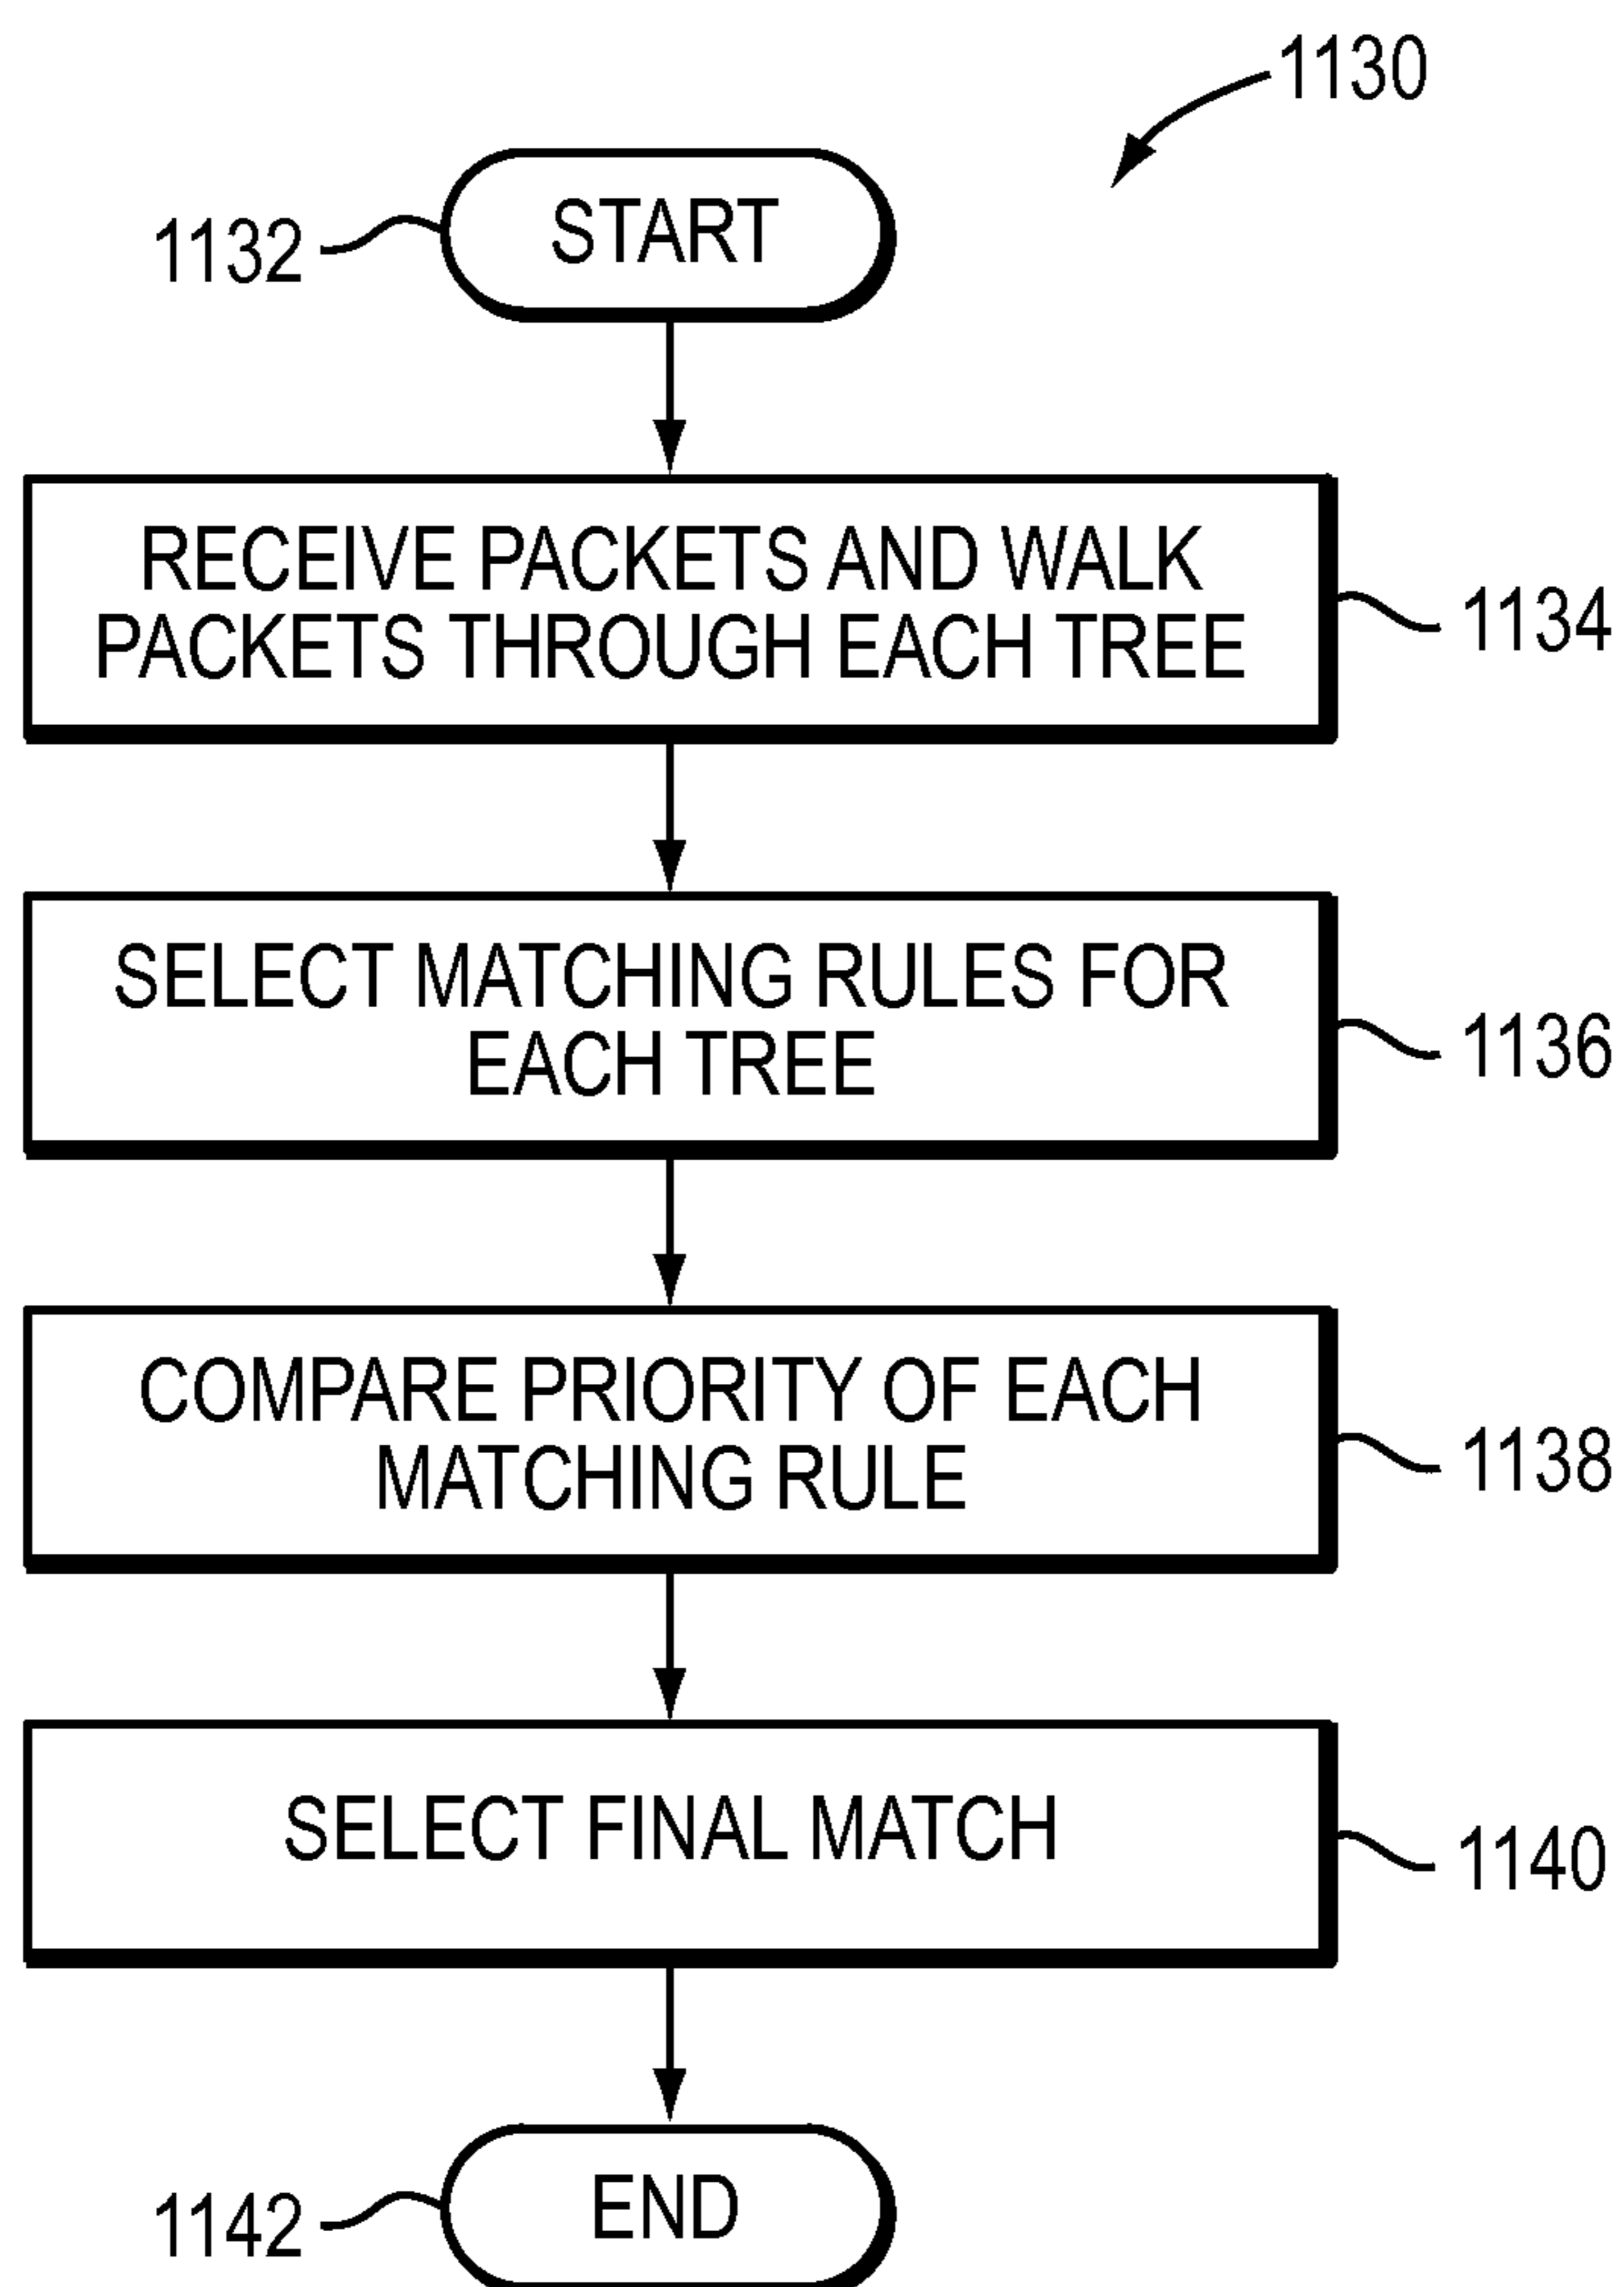 1130
1132
START
RECEIVE PACKETS AND WALK
PACKETS THROUGH EACH TREE
1134
SELECT MATCHING RULES FOR
EACH TREE
1136
COMPARE PRIORITY OF EACH
MATCHING RULE
1138
SELECT FINAL MATCH
1140
1142
END